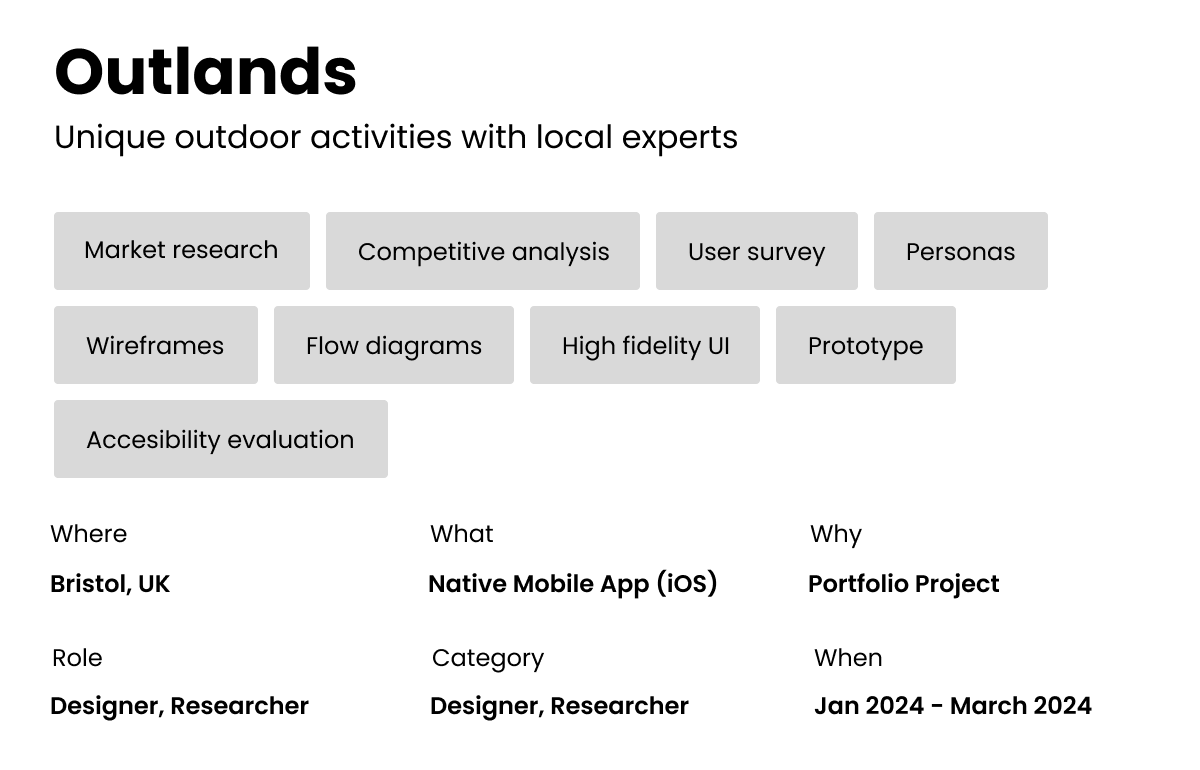 Outlands
Unique outdoor activities with local experts
Market research
Competitive analysis
User survey
Personas
Wireframes
Flow diagrams
High fidelity UI
Prototype
Accesibility evaluation
Where
Bristol, UK
What
Native Mobile App (iOS)
Why
Portfolio Project
Role
Designer, Researcher
Category
Designer, Researcher
When
Jan 2024 - March 2024